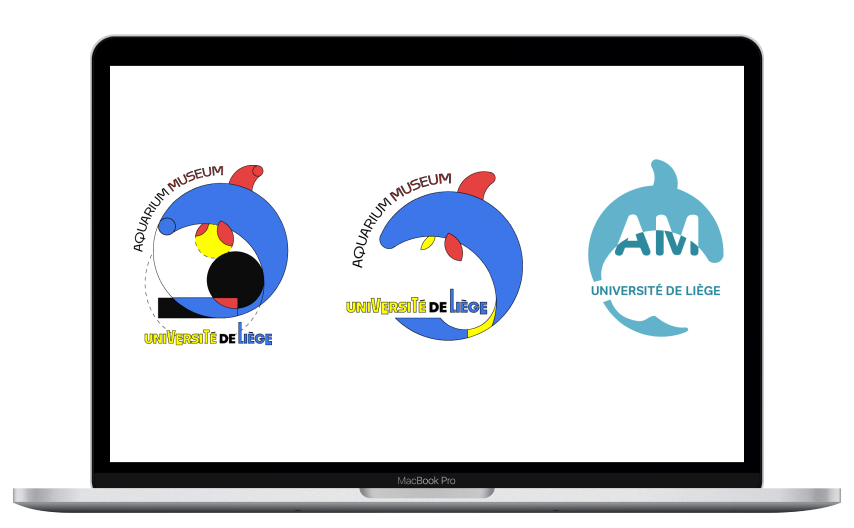 AQUARIUM MUSEUM
UNIVERSITÉ DE LIÈGE
AQUARIUM MUSEUM
UNIVERSITÉ DE LIÈGE
AM
UNIVERSITÉ DE LIÈGE
MacBook Pro